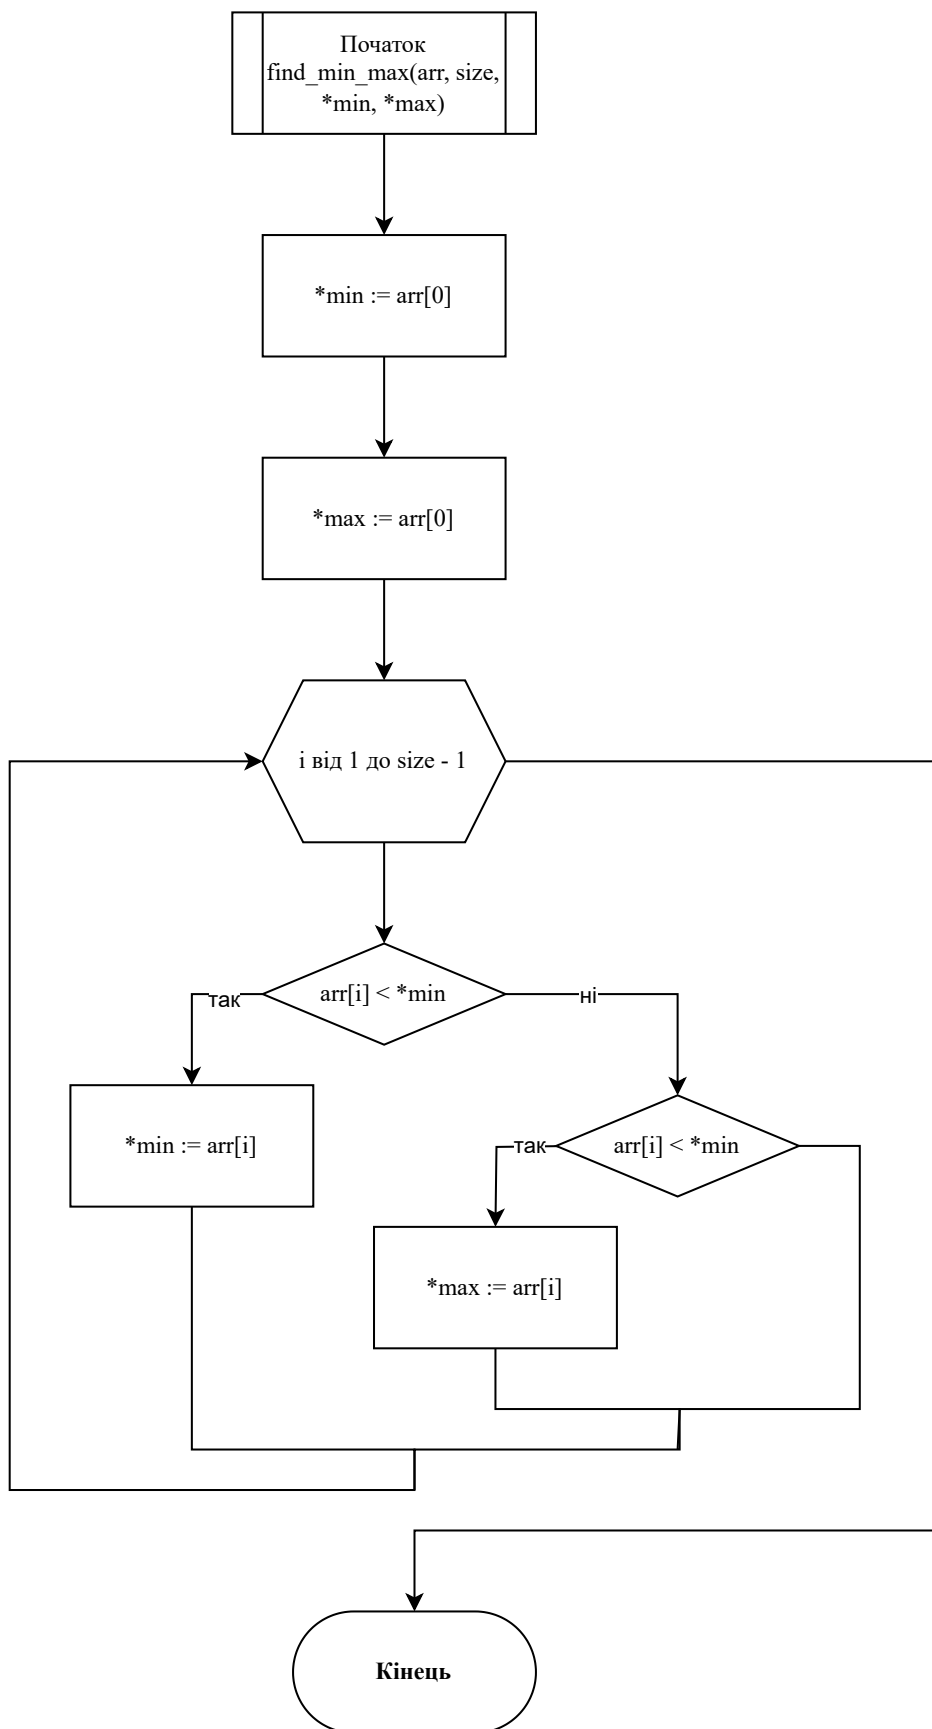 Початок
find_min_max(arr, size,
*min, *max)
*min := arr[0]
*max := arr[0]
і від 1 до size - 1
arr[i] < *min
так
ні
*min := arr[i]
arr[i] < *min
так
*max := arr[i]
Кінець